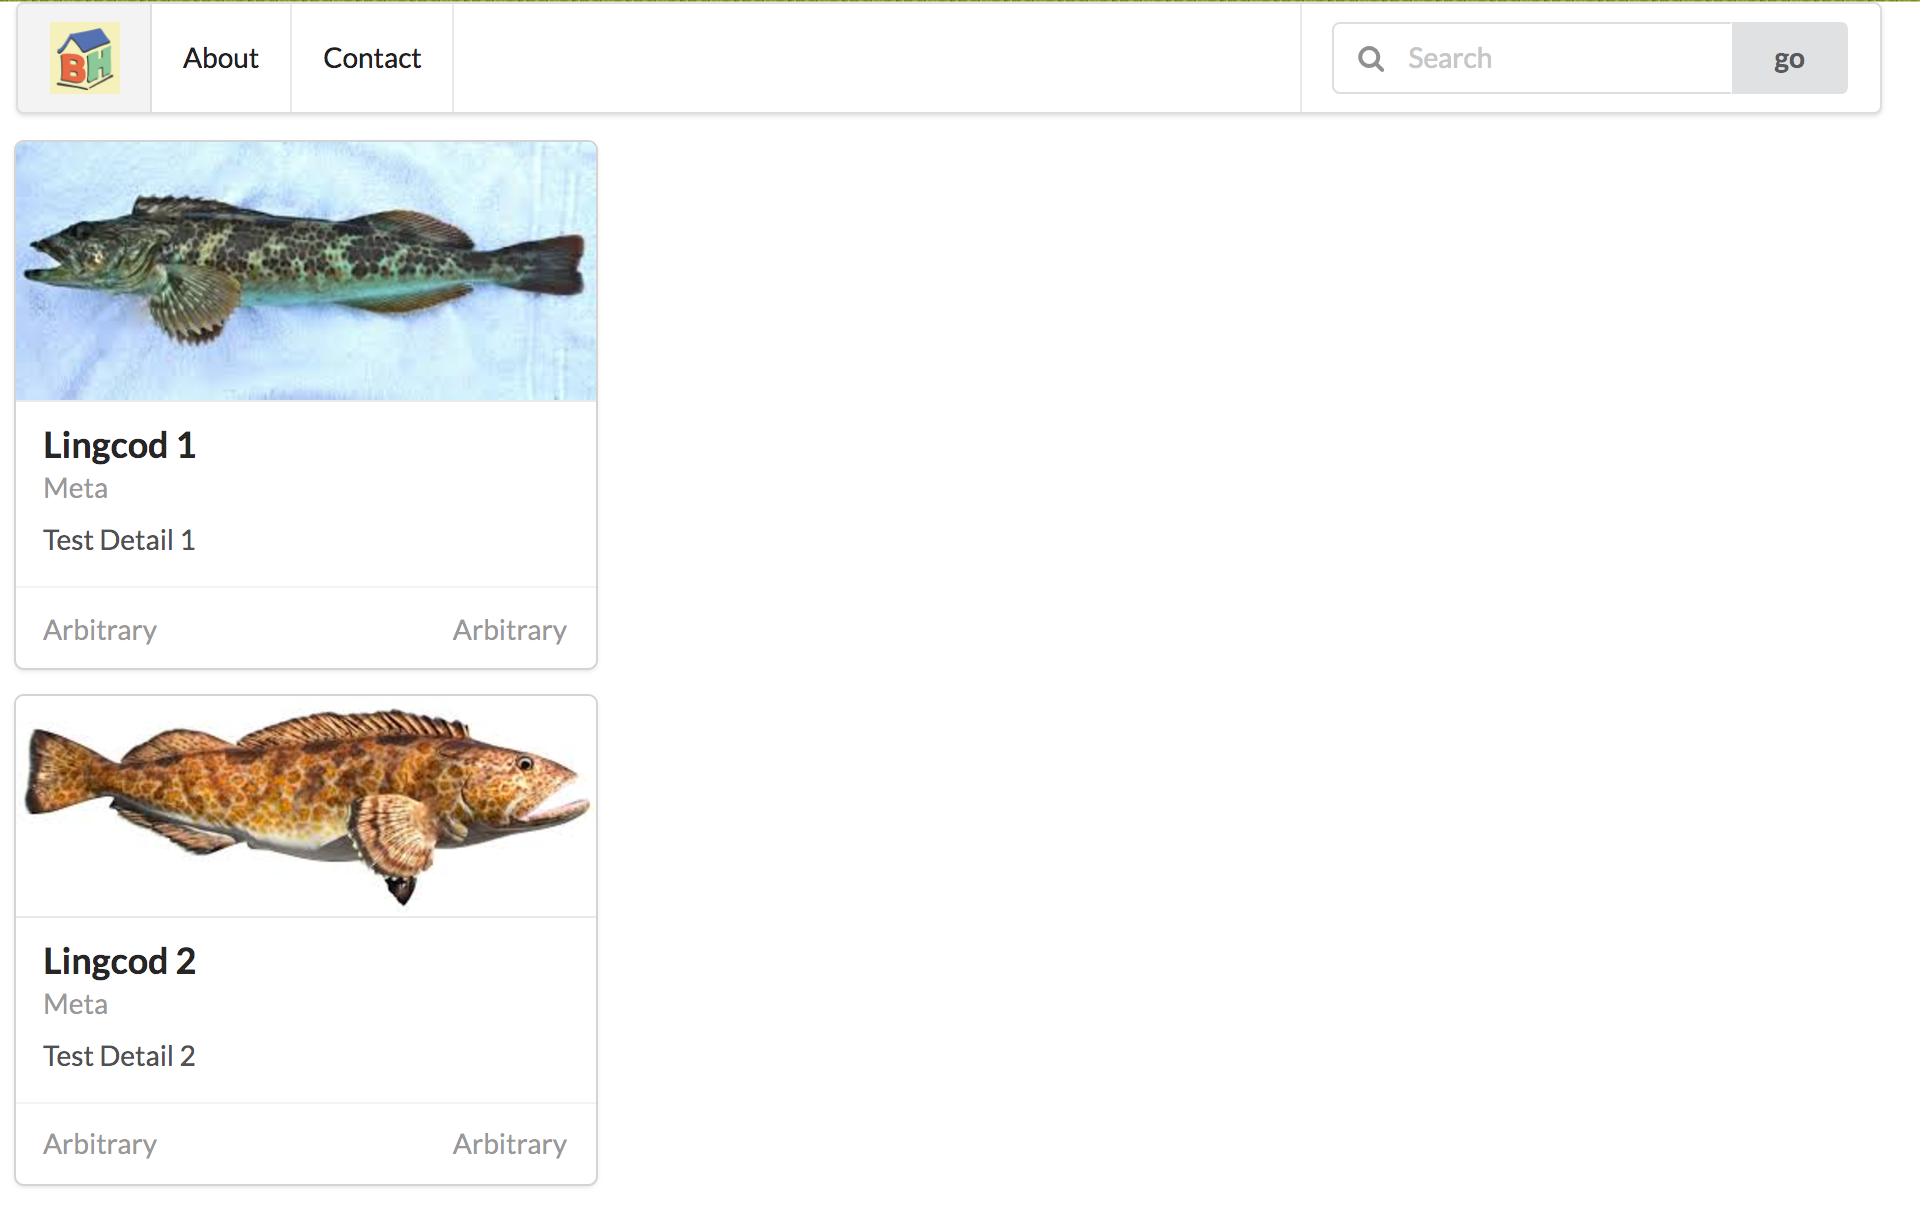 BH
About
Contact
Search
go
Lingcod 1
Meta
Test Detail 1
Arbitrary
Arbitrary
Lingcod 2
Meta
Test Detail 2
Arbitrary
Arbitrary